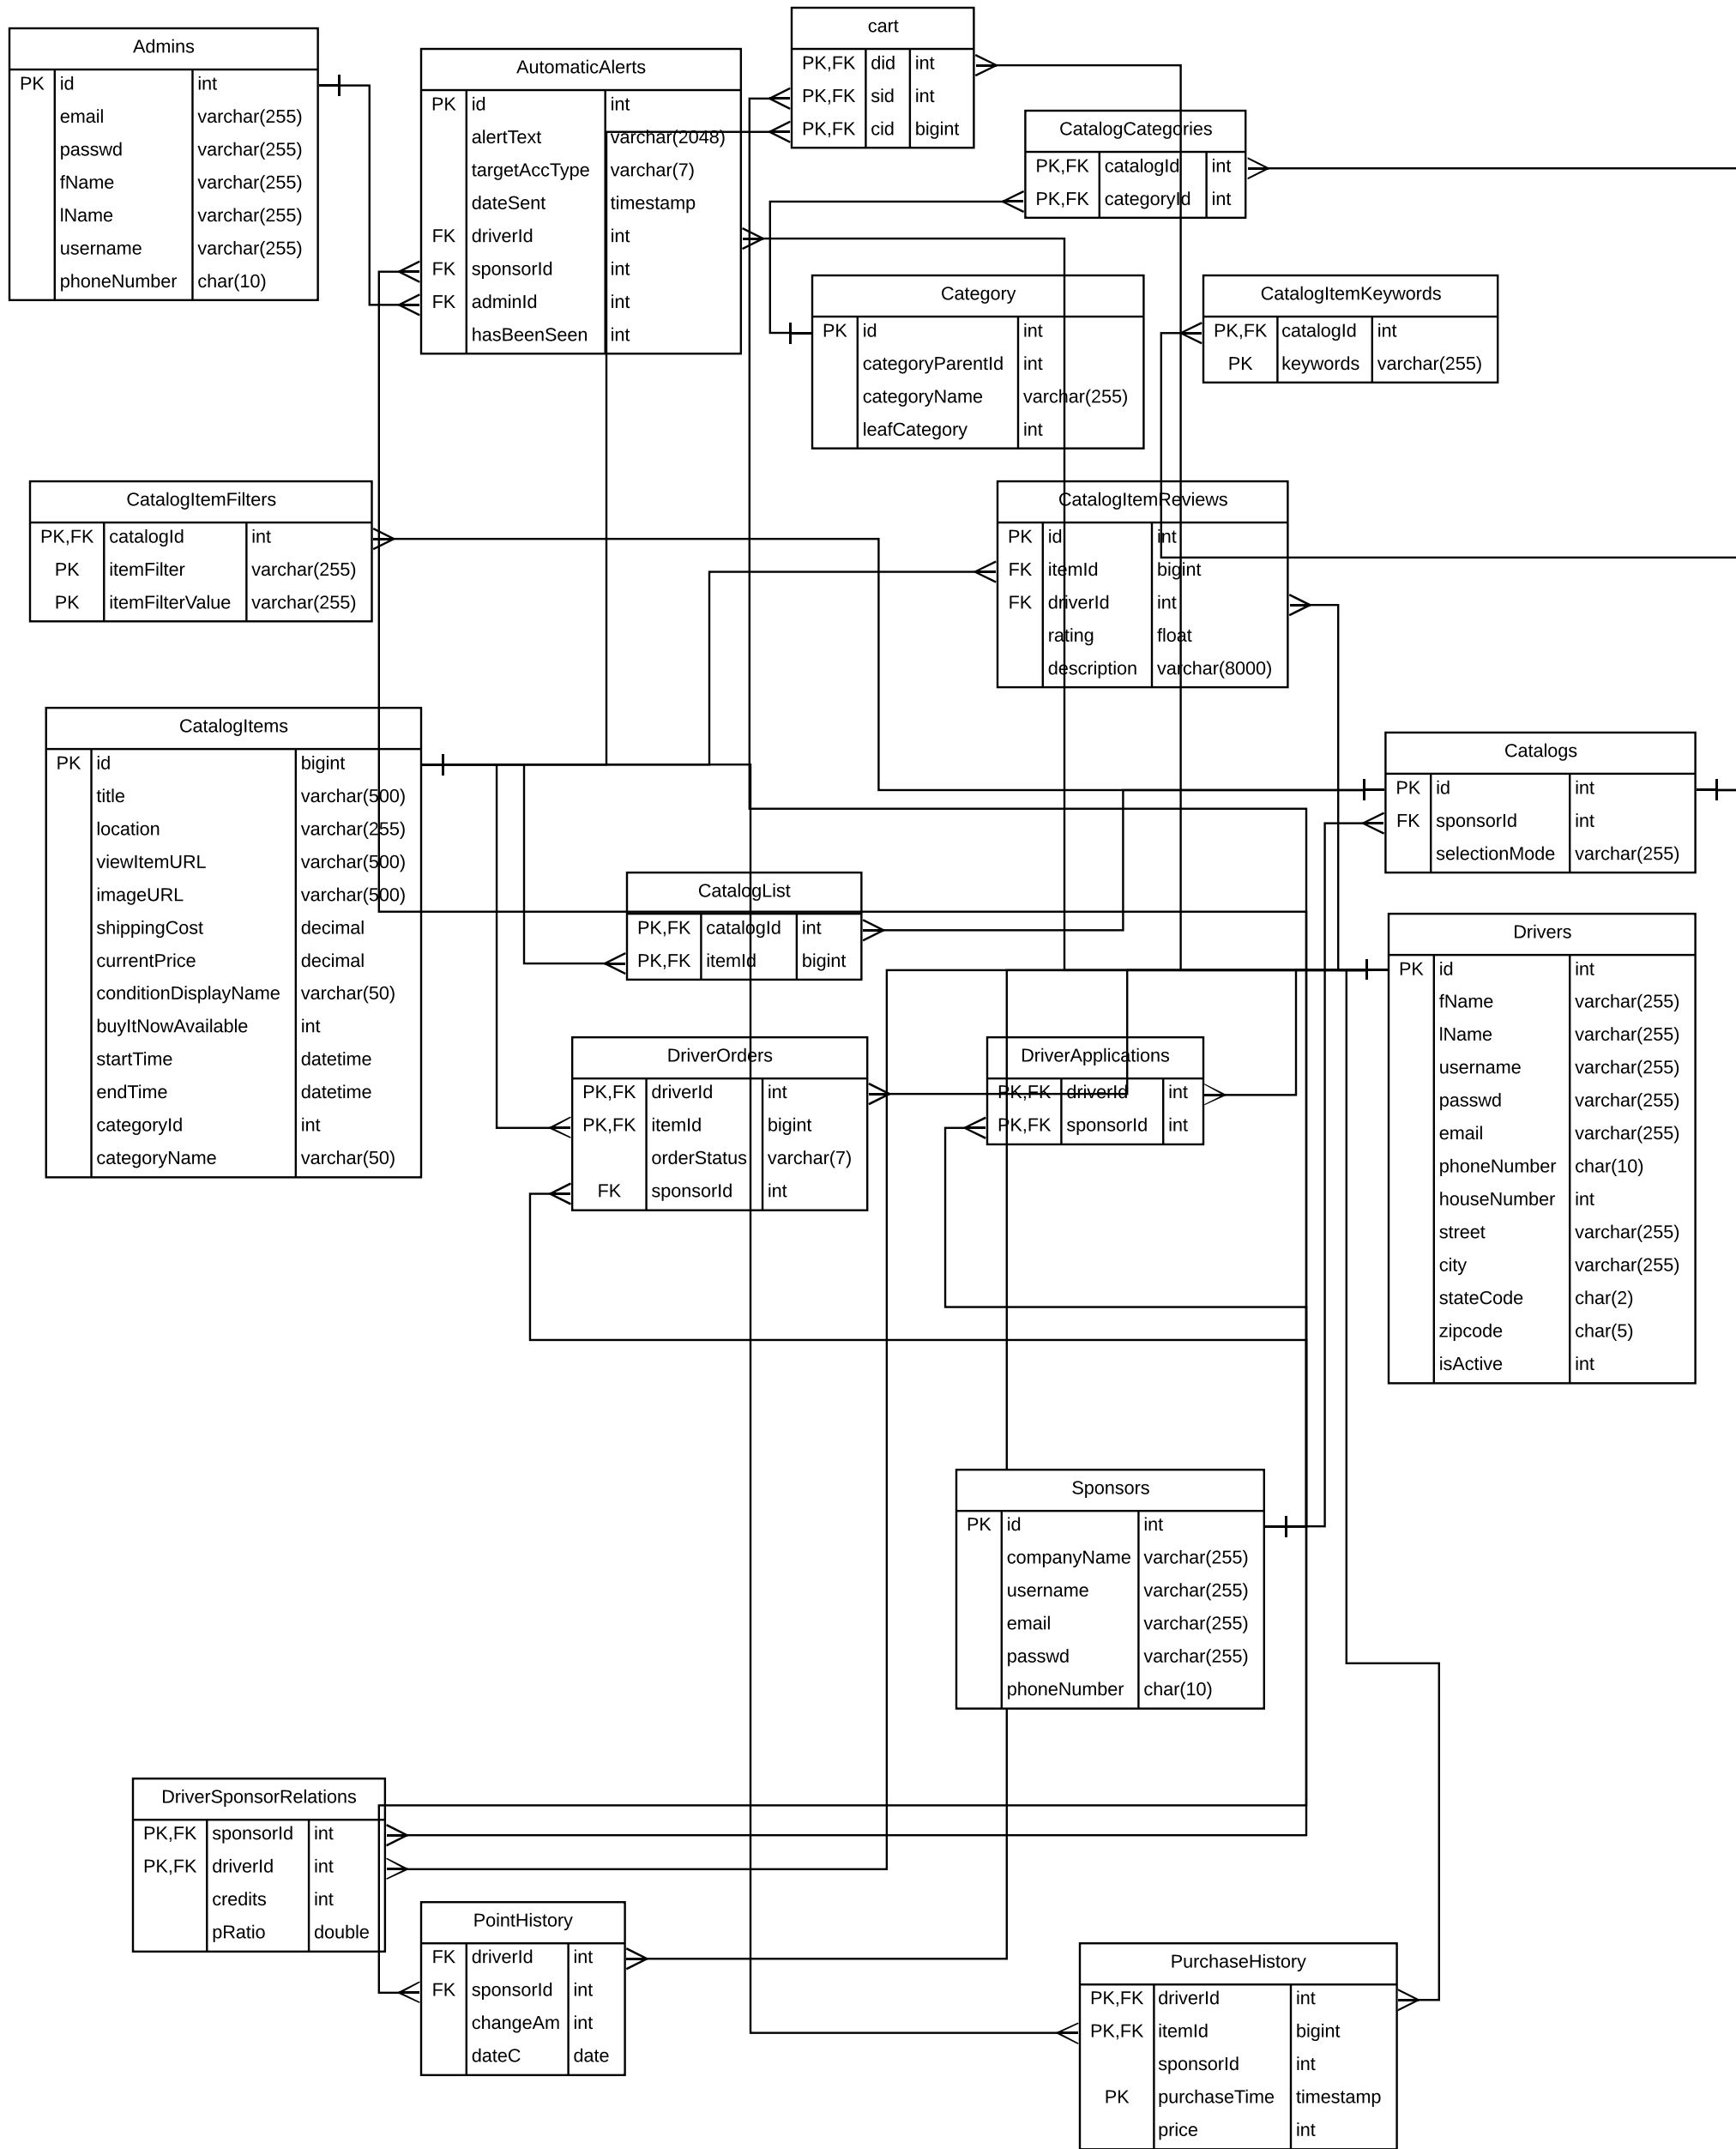 Admins
PK id int
email varchar(255)
passwd varchar(255)
fName varchar(255)
lName varchar(255)
username varchar(255)
phoneNumber char(10)
AutomaticAlerts
PK id int
alertText varchar(2048)
targetAccType varchar(7)
dateSent timestamp
FK driverId int
FK sponsorId int
FK adminId int
hasBeenSeen int
cart
PK,FK did int
PK,FK sid int
PK,FK cid bigint
CatalogCategories
PK,FK catalogId int
PK,FK categoryId int
Category
PK id int
categoryParentId int
categoryName varchar(255)
leafCategory int
CatalogItemKeywords
PK,FK catalogId int
PK keywords varchar(255)
CatalogItemFilters
PK,FK catalogId int
PK itemFilter varchar(255)
PK itemFilterValue varchar(255)
CatalogItemReviews
PK id int
FK itemId bigint
FK driverId int
rating float
description varchar(8000)
CatalogItems
PK id bigint
title varchar(500)
location varchar(255)
viewItemURL varchar(500)
imageURL varchar(500)
shippingCost decimal
currentPrice decimal
conditionDisplayName varchar(50)
buyItNowAvailable int
startTime datetime
endTime datetime
categoryId int
categoryName varchar(50)
Catalogs
PK id int
FK sponsorId int
selectionMode varchar(255)
CatalogList
PK,FK catalogId int
PK,FK itemId bigint
Drivers
PK id int
fName varchar(255)
lName varchar(255)
username varchar(255)
passwd varchar(255)
email varchar(255)
phoneNumber char(10)
houseNumber int
street varchar(255)
city varchar(255)
stateCode char(2)
zipcode char(5)
isActive int
DriverOrders
PK,FK driverId int
PK,FK itemId bigint
orderStatus varchar(7)
FK sponsorId int
DriverApplications
PK,FK driverId int
PK,FK sponsorId int
Sponsors
PK id int
companyName varchar(255)
username varchar(255)
email varchar(255)
passwd varchar(255)
phoneNumber char(10)
DriverSponsorRelations
PK,FK sponsorId int
PK,FK driverId int
credits int
pRatio double
PointHistory
FK driverId int
FK sponsorId int
changeAm int
dateC date
PurchaseHistory
PK,FK driverId int
PK,FK itemId bigint
sponsorId int
PK purchaseTime timestamp
price int